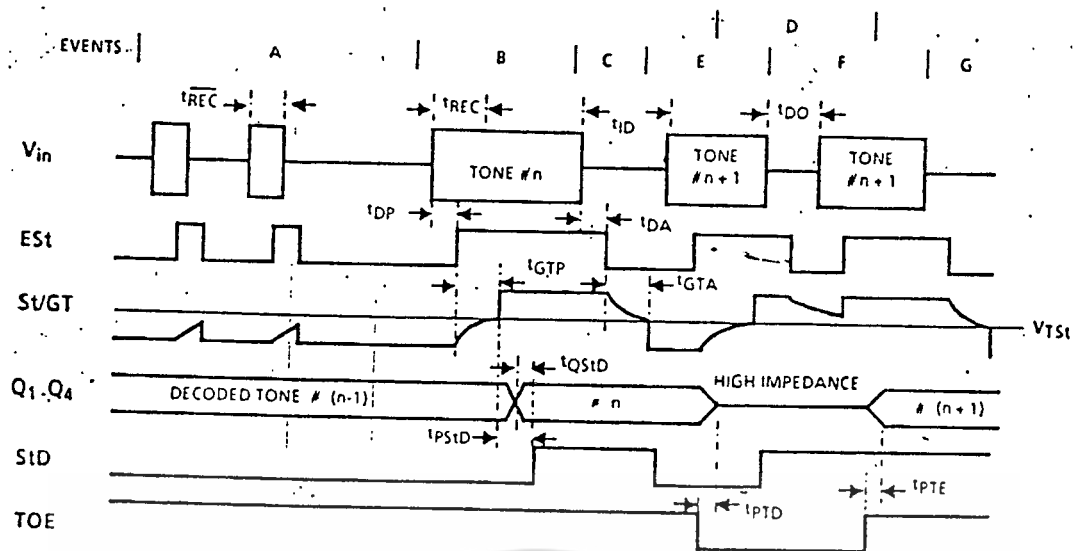 D
EVENTS
A
B
C
E
F
G
tREC
tREC
tID
tDO
Vin
TONE #n
TONE
#n+1
TONE
#n+1
tDP
tDA
ESt
tGTP
tGTA
St/GT
VTSt
tQStD
HIGH IMPEDANCE
Q1-Q4
DECODED TONE # (n-1)
# n
# (n+1)
tPStD
StD
tPTE
tPTD
TOE